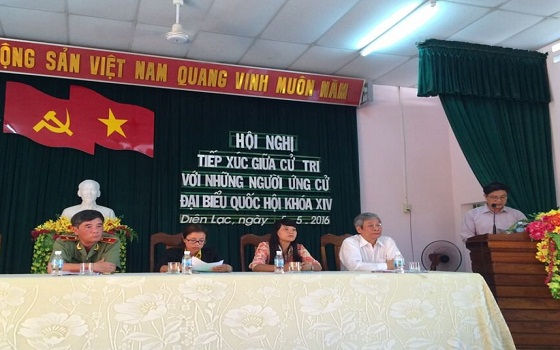 CỘNG SẢN VIỆT NAM QUANG VINH MUÔN NĂM
HỘI NGHỊ
TIẾP XÚC GIỮA CỬ TRI
VỚI NHỮNG NGƯỜI ỨNG CỬ
ĐẠI BIỂU QUỐC HỘI KHÓA XIV
Diên Lạc, ngày 5.2016